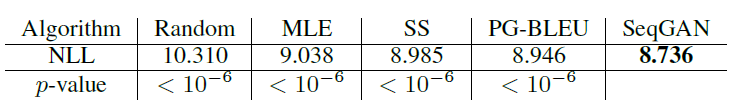 Algorithm Random MLE SS PG-BLEU SeqGAN
NLL 10.310 9.038 8.985 8.946 8.736
p-value < 10⁻⁶ < 10⁻⁶ < 10⁻⁶ < 10⁻⁶